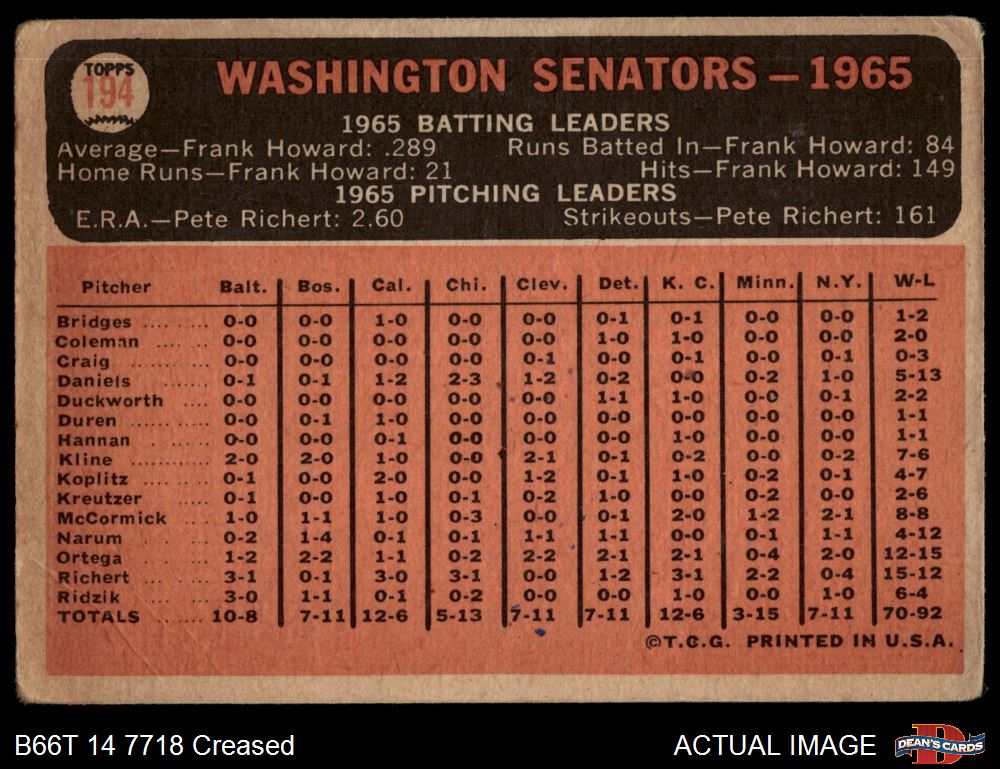 TOPPS
194
WASHINGTON SENATORS — 1965
1965 BATTING LEADERS
Average—Frank Howard: .289 Runs Batted In—Frank Howard: 84
Home Runs—Frank Howard: 21 Hits—Frank Howard: 149
1965 PITCHING LEADERS
E.R.A.—Pete Richert: 2.60 Strikeouts—Pete Richert: 161
Pitcher Balt. Bos. Cal. Chi. Clev. Det. K. C. Minn. N.Y. W-L
Bridges 0-0 0-0 1-0 0-0 0-0 0-1 0-1 0-0 0-0 1-2
Coleman 0-0 0-0 0-0 0-0 0-0 1-0 1-0 0-0 0-0 2-0
Craig 0-0 0-0 0-0 0-0 0-1 0-0 0-1 0-0 0-1 0-3
Daniels 0-1 0-1 1-2 2-3 1-2 0-2 0-0 0-2 1-0 5-13
Duckworth 0-0 0-0 0-0 0-0 0-0 1-1 1-0 0-0 0-1 2-2
Duren 0-0 0-1 1-0 0-0 0-0 0-0 0-0 0-0 0-0 1-1
Hannan 0-0 0-0 0-1 0-0 0-0 0-0 1-0 0-0 0-0 1-1
Kline 2-0 2-0 1-0 0-0 2-1 0-1 0-2 0-0 0-2 7-6
Koplitz 0-1 0-0 2-0 0-0 1-2 0-0 1-0 0-2 0-1 4-7
Kreutzer 0-1 0-0 1-0 0-1 0-2 1-0 0-0 0-2 0-0 2-6
McCormick 1-0 1-1 1-0 0-3 0-0 0-1 2-0 1-2 2-1 8-8
Narum 0-2 1-4 0-1 0-1 1-1 1-1 0-0 0-1 1-1 4-12
Ortega 1-2 2-2 1-1 0-2 2-2 2-1 2-1 0-4 2-0 12-15
Richert 3-1 0-1 3-0 3-1 0-0 1-2 3-1 2-2 0-4 15-12
Ridzik 3-0 1-1 0-1 0-2 0-0 0-0 1-0 0-0 1-0 6-4
TOTALS 10-8 7-11 12-6 5-13 7-11 7-11 12-6 3-15 7-11 70-92
©T.C.G. PRINTED IN U.S.A.
B66T 14 7718 Creased ACTUAL IMAGE DEAN'S CARDS